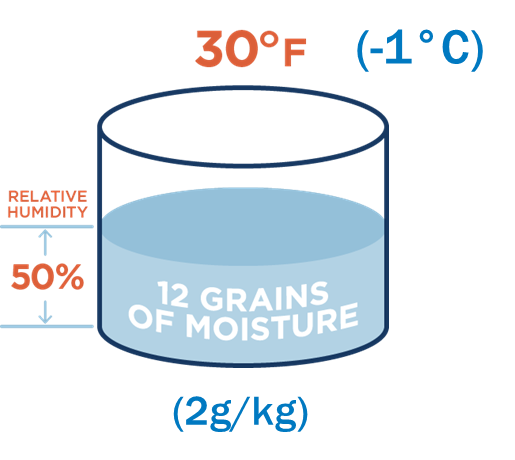 30°F (-1°C)
RELATIVE
HUMIDITY
50%
12 GRAINS
OF MOISTURE
(2g/kg)